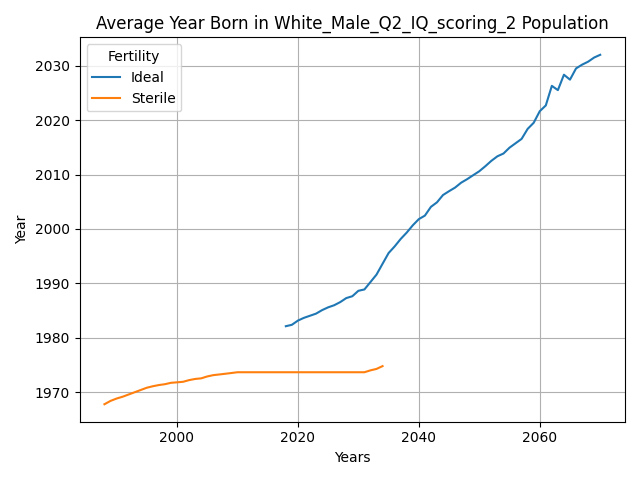 Average Year Born in White_Male_Q2_IQ_scoring_2 Population
Fertility
Ideal
Sterile
Year
2030
2020
2010
2000
1990
1980
1970
2000
2020
2040
2060
Years